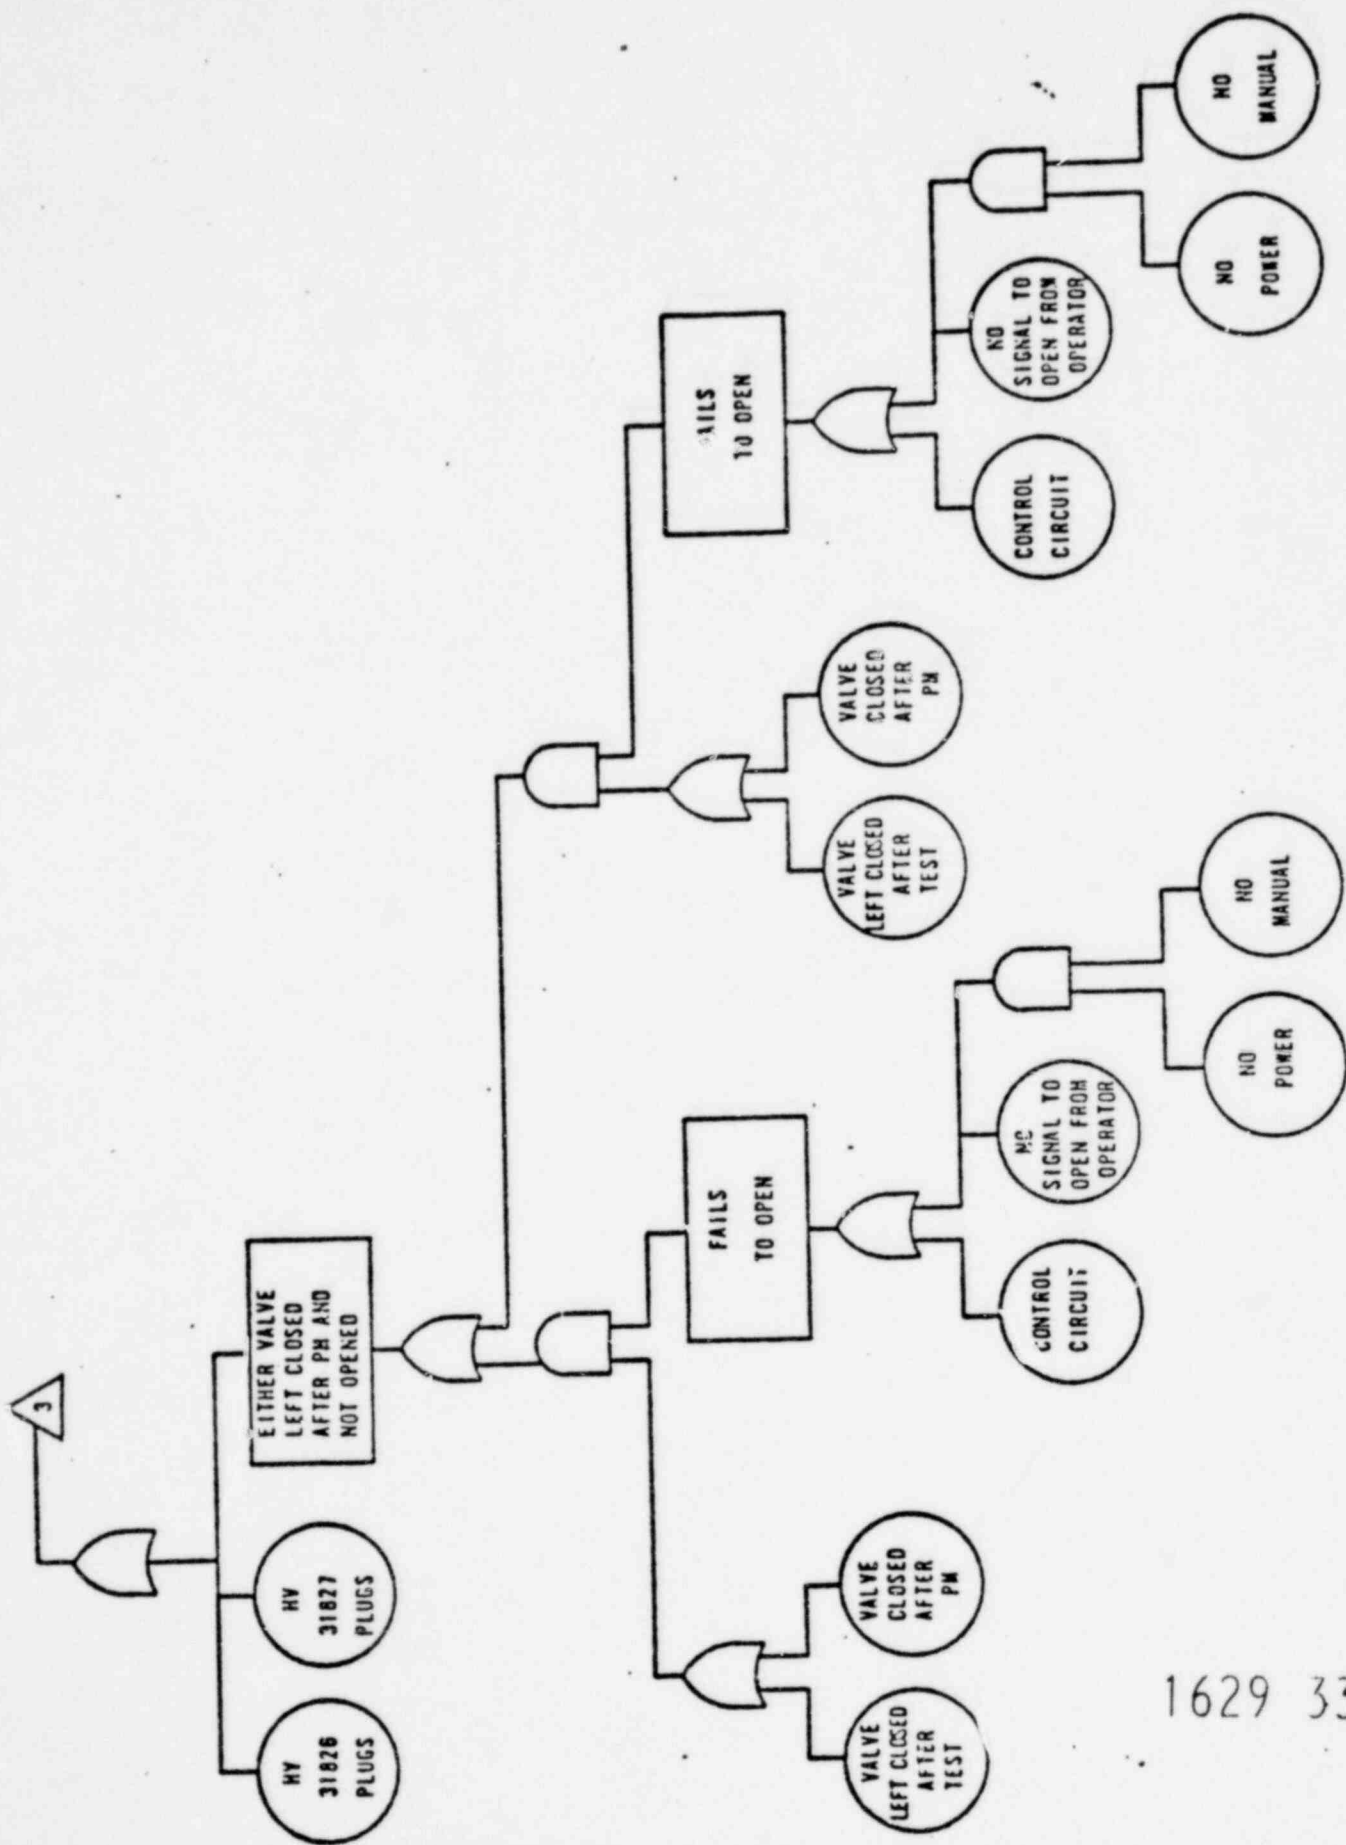 3
HV
31826
PLUGS
HV
31827
PLUGS
EITHER VALVE
LEFT CLOSED
AFTER PM AND
NOT OPENED
VALVE
LEFT CLOSED
AFTER
TEST
VALVE
CLOSED
AFTER
PM
FAILS
TO OPEN
CONTROL
CIRCUIT
NO
SIGNAL TO
OPEN FROM
OPERATOR
NO
POWER
NO
MANUAL
VALVE
LEFT CLOSED
AFTER
TEST
VALVE
CLOSED
AFTER
PM
FAILS
TO OPEN
CONTROL
CIRCUIT
NO
SIGNAL TO
OPEN FROM
OPERATOR
NO
POWER
NO
MANUAL
1629 33